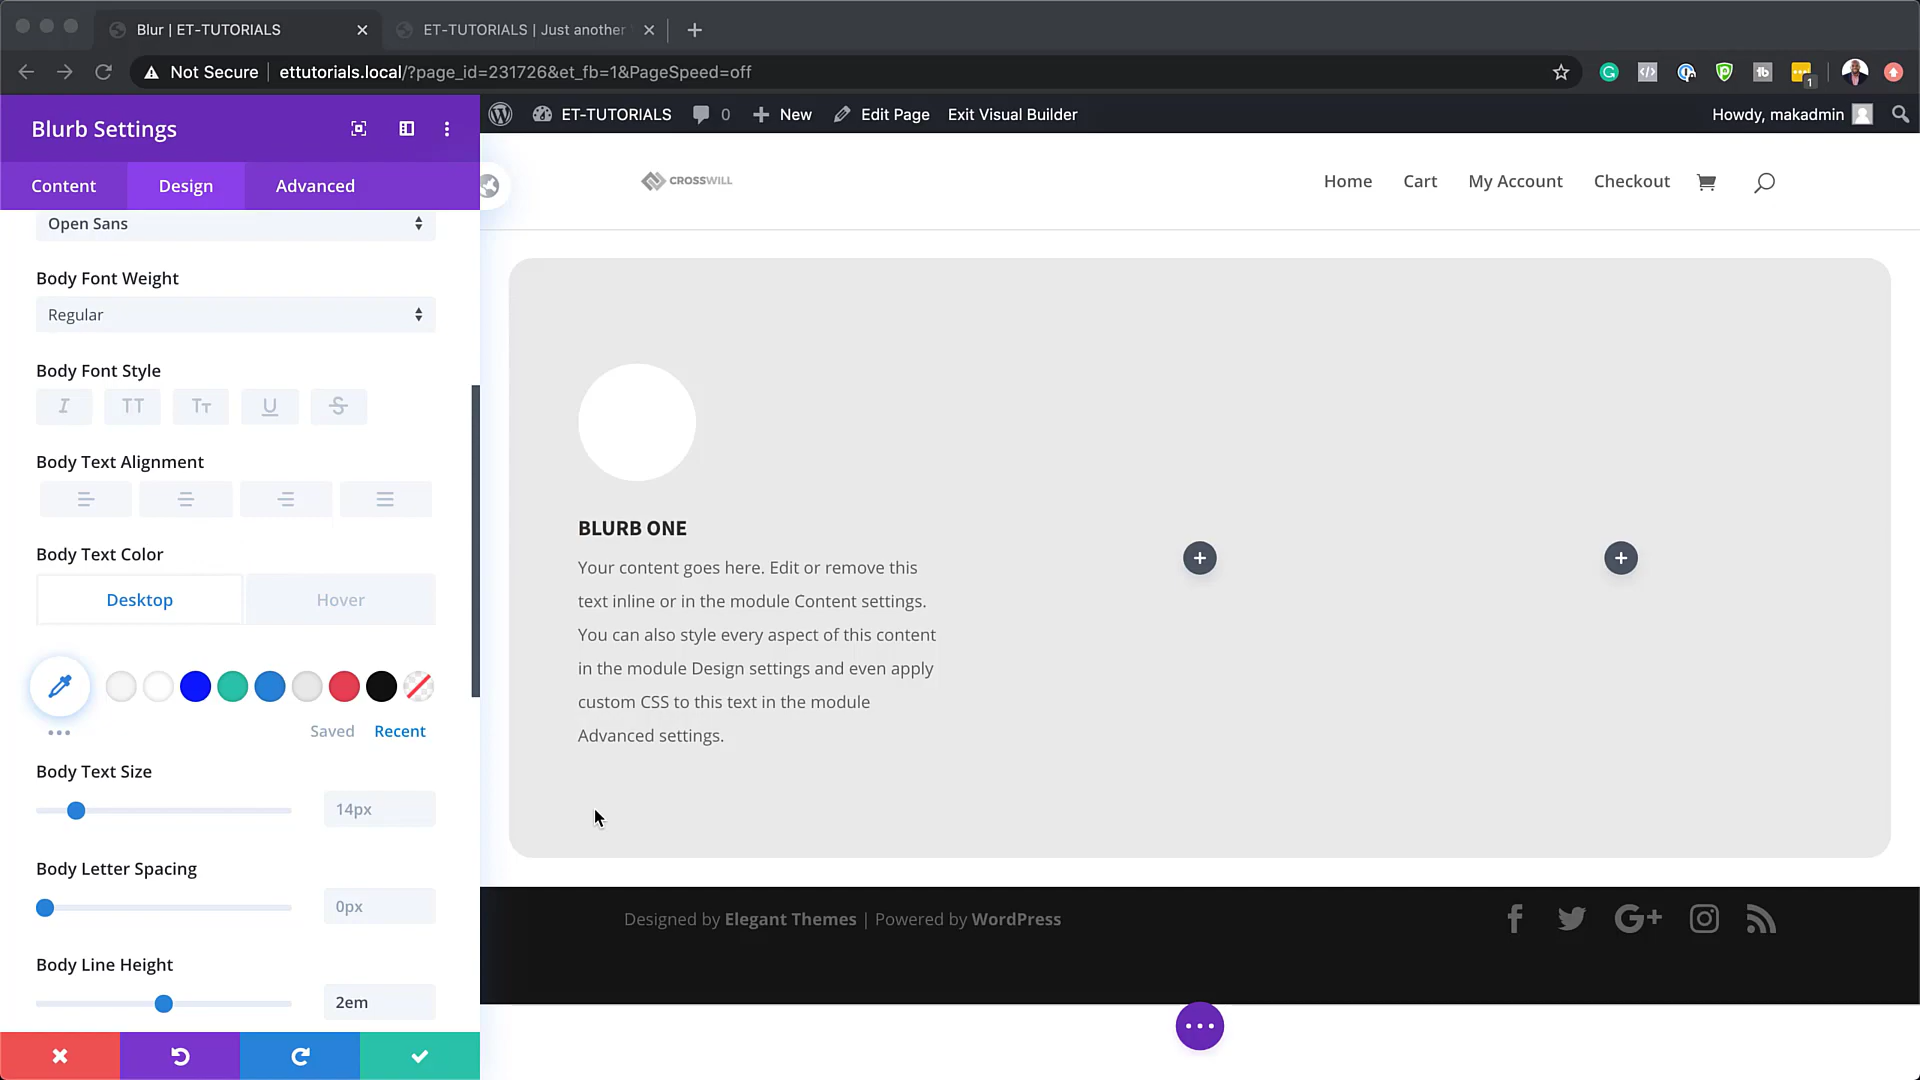 Blur | ET-TUTORIALS
ET-TUTORIALS | Just another
Not Secure
ettutorials.local/?page_id=231726&et_fb=1&PageSpeed=off
1
Blurb Settings
ET-TUTORIALS
0
New
Edit Page
Exit Visual Builder
Howdy, makadmin
Content
Design
Advanced
CROSSWILL
Home
Cart
My Account
Checkout
Open Sans
Body Font Weight
Regular
Body Font Style
I TT Tт U S
Body Text Alignment
Body Text Color
Desktop
Hover
Saved
Recent
Body Text Size
14px
Body Letter Spacing
0px
Body Line Height
2em
BLURB ONE
Your content goes here. Edit or remove this
text inline or in the module Content settings.
You can also style every aspect of this content
in the module Design settings and even apply
custom CSS to this text in the module
Advanced settings.
Designed by Elegant Themes | Powered by WordPress